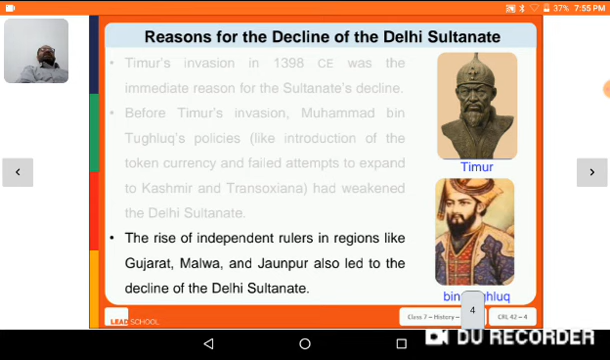 37% 7:55 PM
Reasons for the Decline of the Delhi Sultanate
• Timur's invasion in 1398 CE was the
immediate reason for the Sultanate's decline.
• Before Timur's invasion, Muhammad bin
Tughluq's policies (like introduction of the
token currency and failed attempts to expand
to Kashmir and Transoxiana) had weakened
the Delhi Sultanate.
• The rise of independent rulers in regions like
Gujarat, Malwa, and Jaunpur also led to the
decline of the Delhi Sultanate.
Timur
bin ghluq
4
LEAD SCHOOL
Class 7 – History –
CRL 42 – 4
DU RECORDER